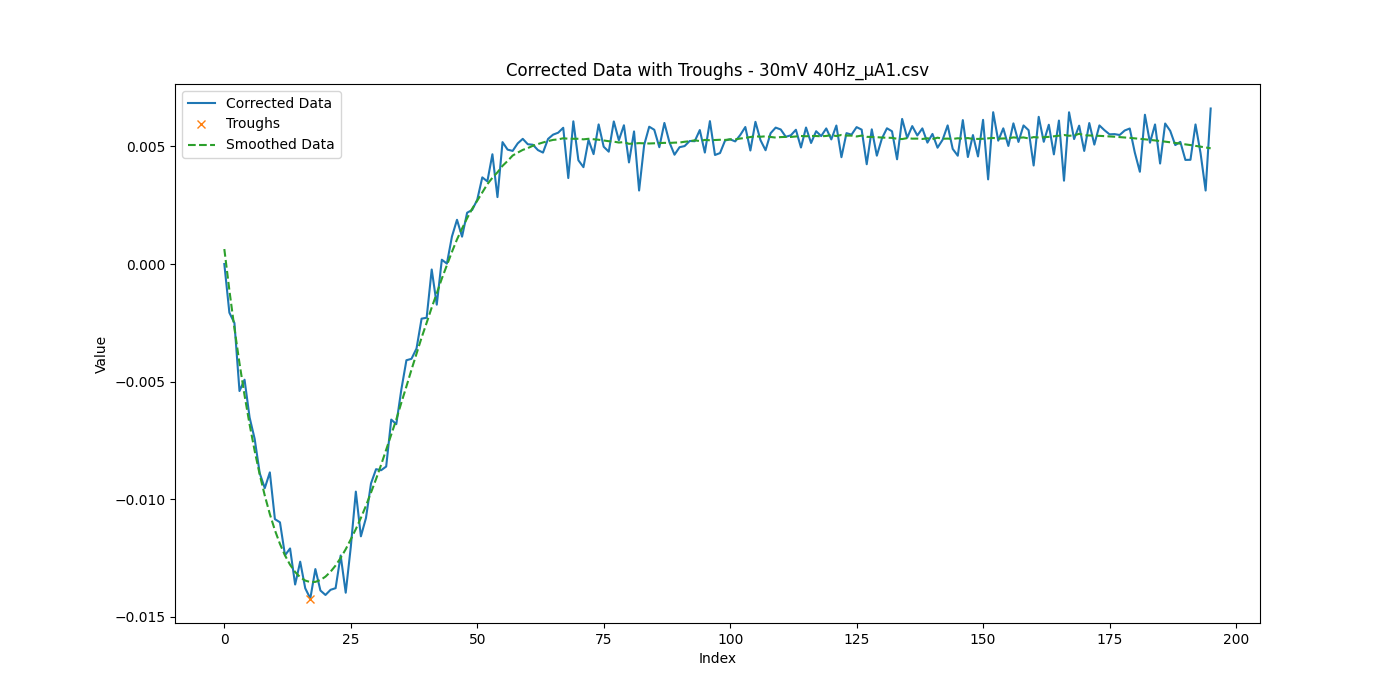 Corrected Data with Troughs - 30mV 40Hz_μA1.csv
Corrected Data
Troughs
Smoothed Data
0.005
0.000
−0.005
−0.010
−0.015
Value
0
25
50
75
100
125
150
175
200
Index